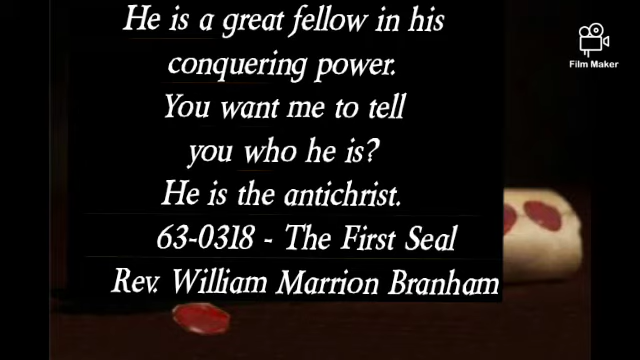 He is a great fellow in his
conquering power.
You want me to tell
you who he is?
He is the antichrist.
63-0318 - The First Seal
Rev. William Marrion Branham
Film Maker